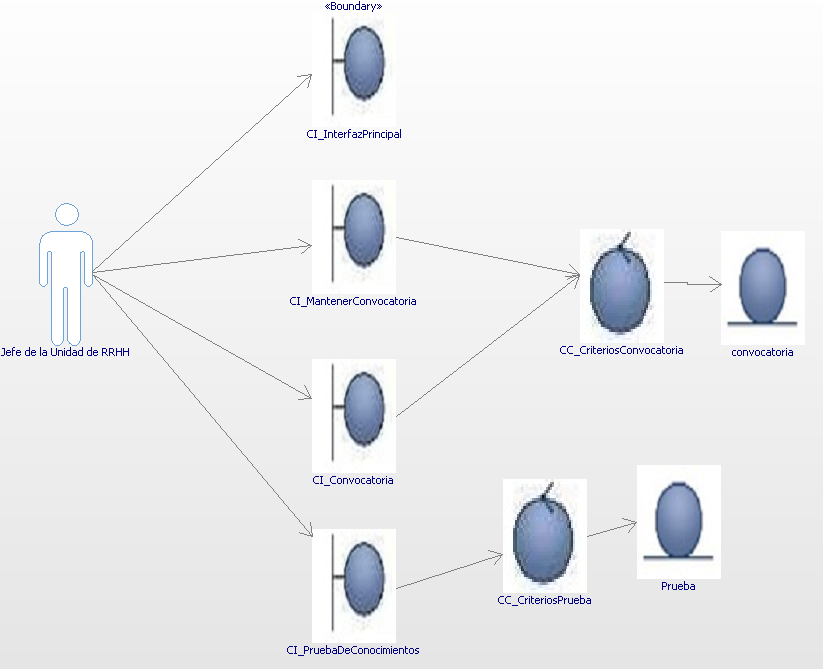 «Boundary»
CI_InterfazPrincipal
CI_MantenerConvocatoria
Jefe de la Unidad de RRHH
CC_CriteriosConvocatoria
convocatoria
CI_Convocatoria
Prueba
CC_CriteriosPrueba
CI_PruebaDeConocimientos